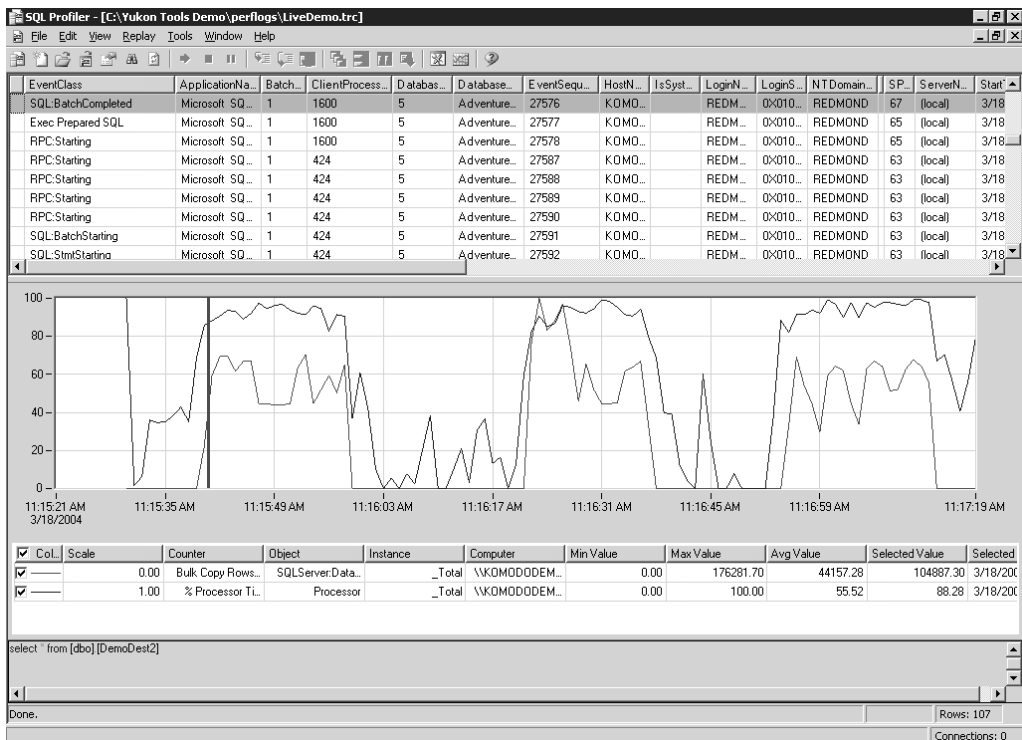 SQL Profiler - [C:\Yukon Tools Demo\perflogs\LiveDemo.trc]
File Edit View Replay Tools Window Help
EventClass ApplicationNa... Batch... ClientProcess... Databas... Database... EventSequ... HostN... IsSyst... LoginN... LoginS... NTDomain... SP... ServerN... Start
SQL:BatchCompleted Microsoft SQ... 1 1600 5 Adventure... 27576 KOMO... REDM... 0X010... REDMOND 67 (local) 3/18
Exec Prepared SQL Microsoft SQ... 1 1600 5 Adventure... 27577 KOMO... REDM... 0X010... REDMOND 65 (local) 3/18
RPC:Starting Microsoft SQ... 1 1600 5 Adventure... 27578 KOMO... REDM... 0X010... REDMOND 65 (local) 3/18
RPC:Starting Microsoft SQ... 1 424 5 Adventure... 27587 KOMO... REDM... 0X010... REDMOND 63 (local) 3/18
RPC:Starting Microsoft SQ... 1 424 5 Adventure... 27588 KOMO... REDM... 0X010... REDMOND 63 (local) 3/18
RPC:Starting Microsoft SQ... 1 424 5 Adventure... 27589 KOMO... REDM... 0X010... REDMOND 63 (local) 3/18
RPC:Starting Microsoft SQ... 1 424 5 Adventure... 27590 KOMO... REDM... 0X010... REDMOND 63 (local) 3/18
SQL:BatchStarting Microsoft SQ... 1 424 5 Adventure... 27591 KOMO... REDM... 0X010... REDMOND 63 (local) 3/18
SQL:StmtStarting Microsoft SQ... 1 424 5 Adventure... 27592 KOMO... REDM... 0X010... REDMOND 63 (local) 3/18
100
80
60
40
20
0
11:15:21 AM 11:15:35 AM 11:15:49 AM 11:16:03 AM 11:16:17 AM 11:16:31 AM 11:16:45 AM 11:16:59 AM 11:17:19 AM
3/18/2004
Col... Scale Counter Object Instance Computer Min Value Max Value Avg Value Selected Value Selected
0.00 Bulk Copy Rows... SQLServer:Data... _Total \\KOMODODEM... 0.00 176281.70 44157.28 104887.30 3/18/200
1.00 % Processor Ti... Processor _Total \\KOMODODEM... 0.00 100.00 55.52 88.28 3/18/200
select * from [dbo].[DemoDest2]
Done. Rows: 107
Connections: 0